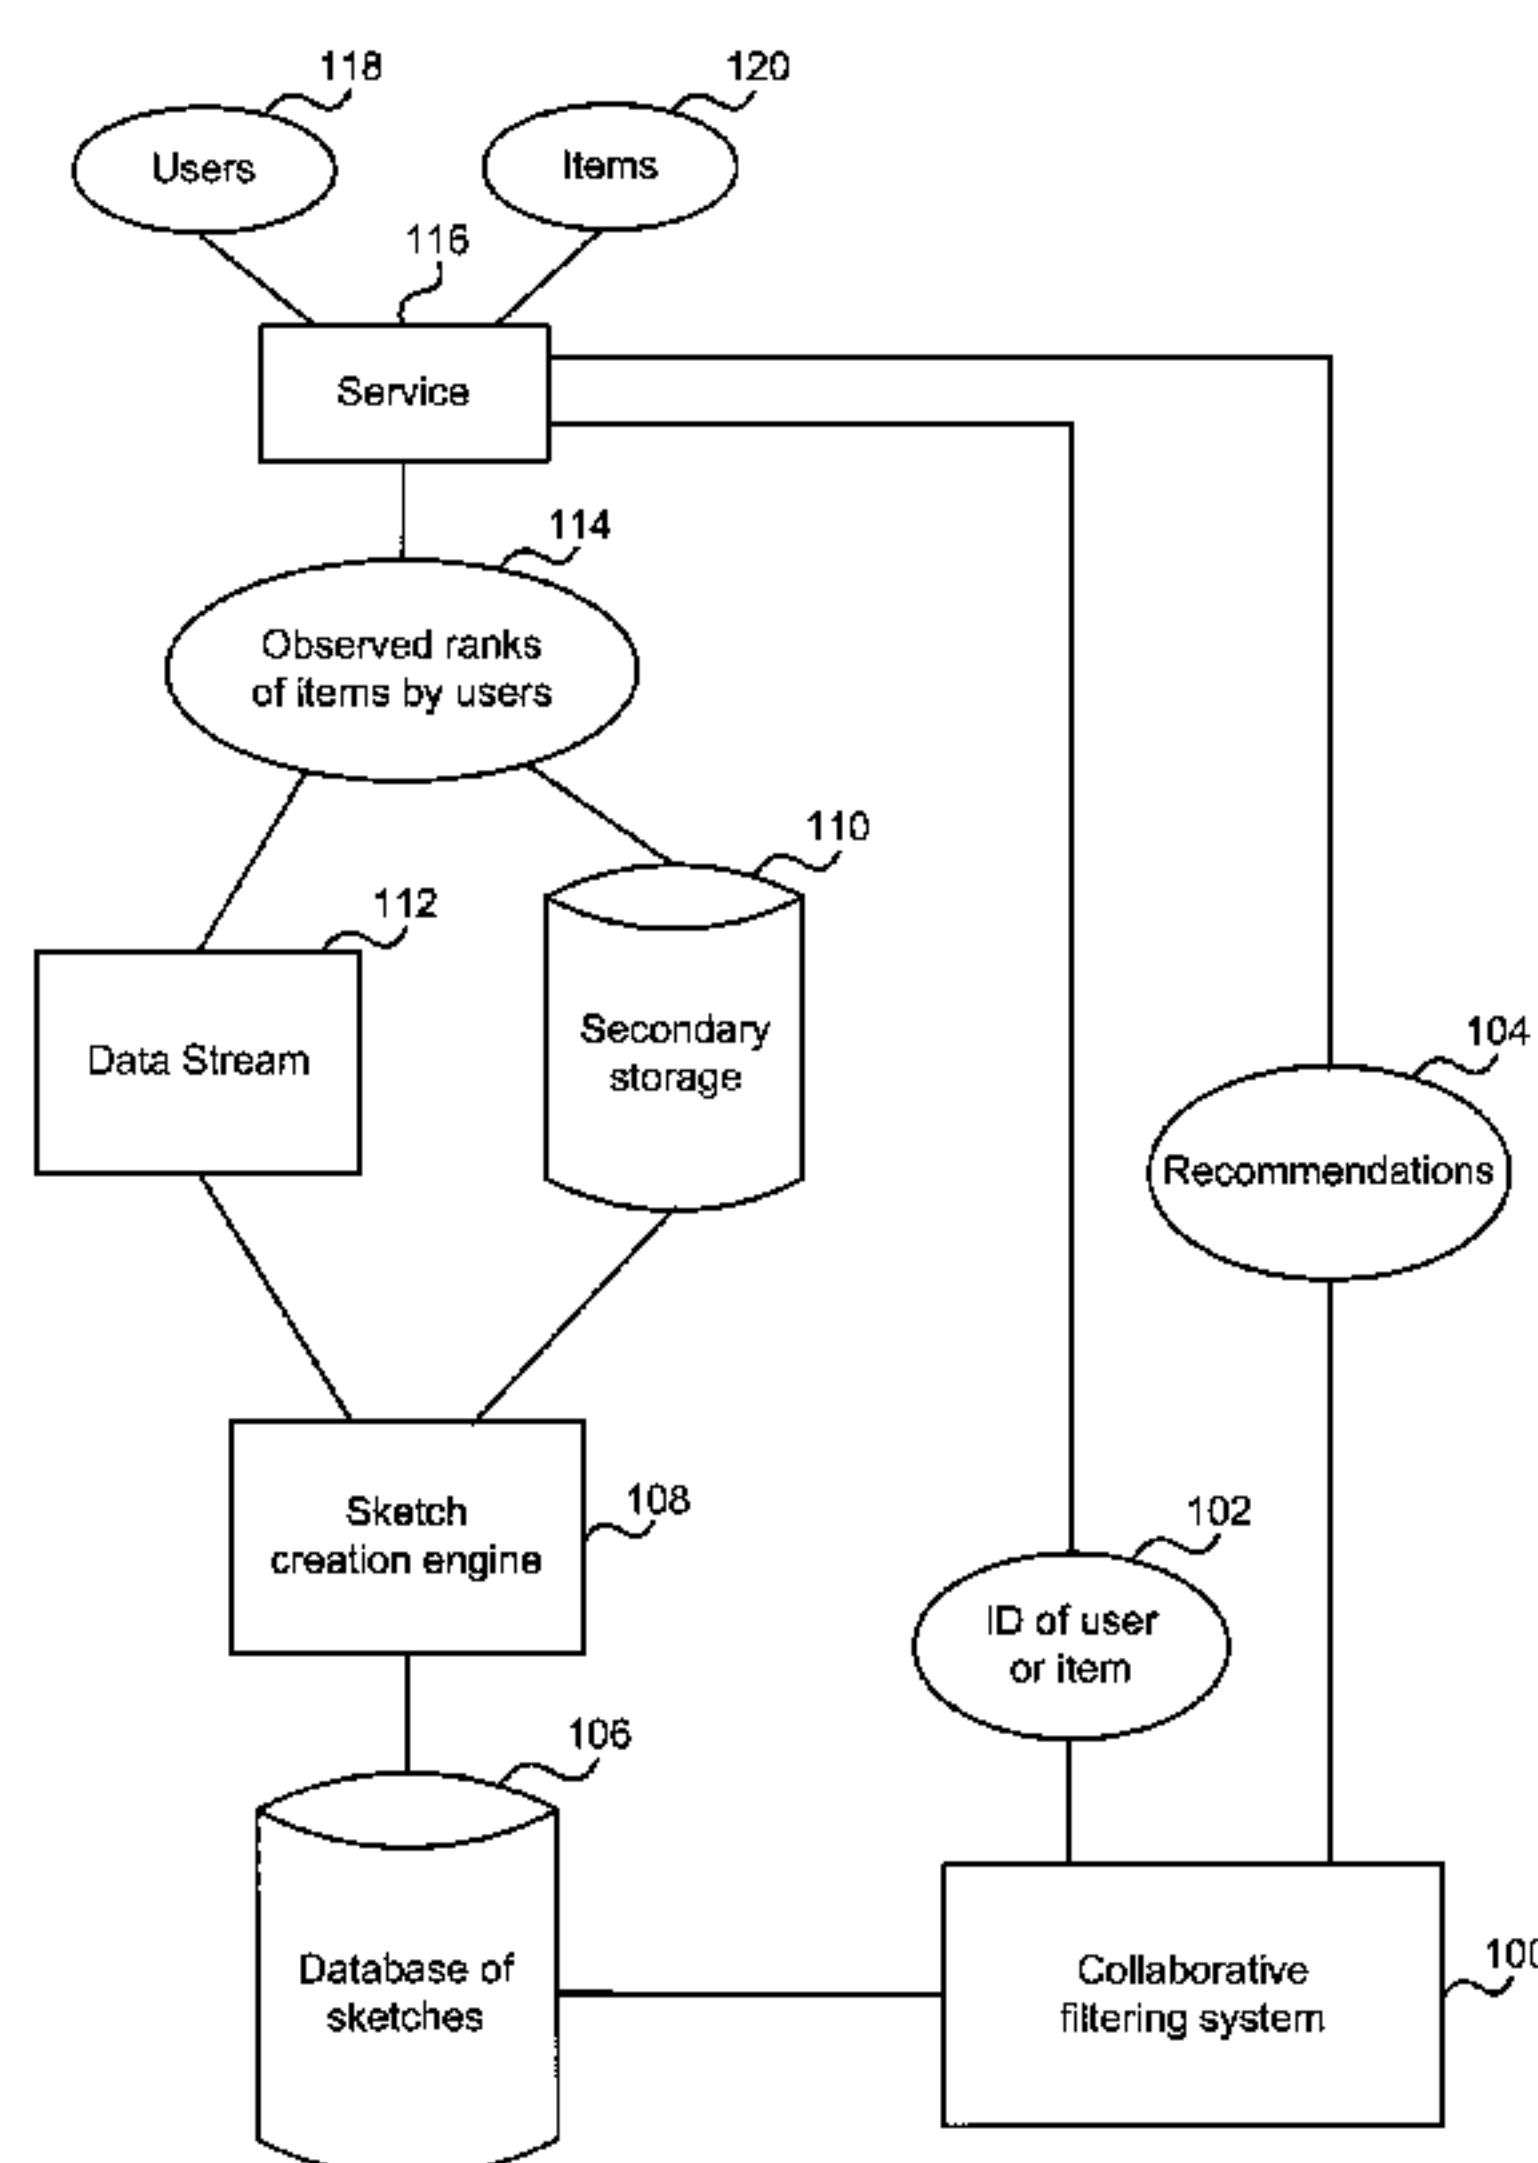 118
120
Users
Items
116
Service
114
Observed ranks
of items by users
110
112
Secondary
storage
Data Stream
104
Recommendations
108
Sketch
creation engine
102
ID of user
or item
106
Database of
sketches
Collaborative
filtering system
100